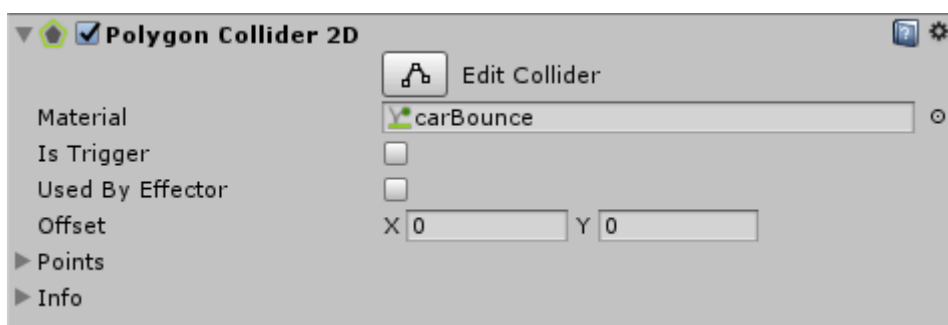 Polygon Collider 2D
Edit Collider
Material carBounce
Is Trigger
Used By Effector
Offset X 0 Y 0
Points
Info